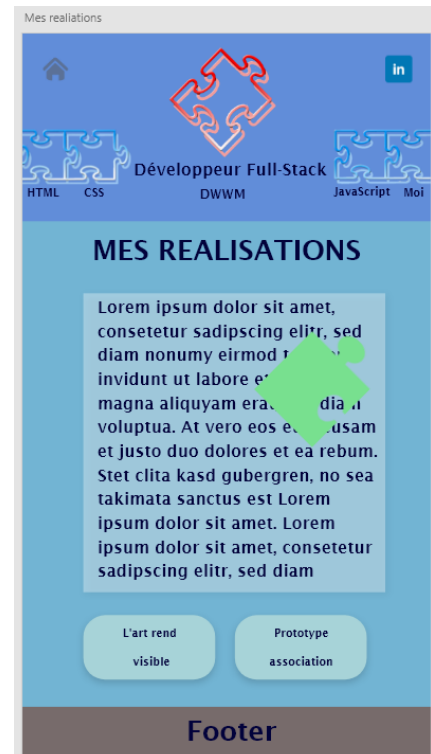 Mes realiations
in
Développeur Full-Stack
HTML CSS DWWM JavaScript Moi
MES REALISATIONS
Lorem ipsum dolor sit amet,
consetetur sadipscing elitr, sed
diam nonumy eirmod
invidunt ut labore
magna aliquyam
voluptua. At vero eos
et justo duo dolores et ea rebum.
Stet clita kasd gubergren, no sea
takimata sanctus est Lorem
ipsum dolor sit amet. Lorem
ipsum dolor sit amet, consetetur
sadipscing elitr, sed diam
L'art rend
visible
Prototype
association
Footer